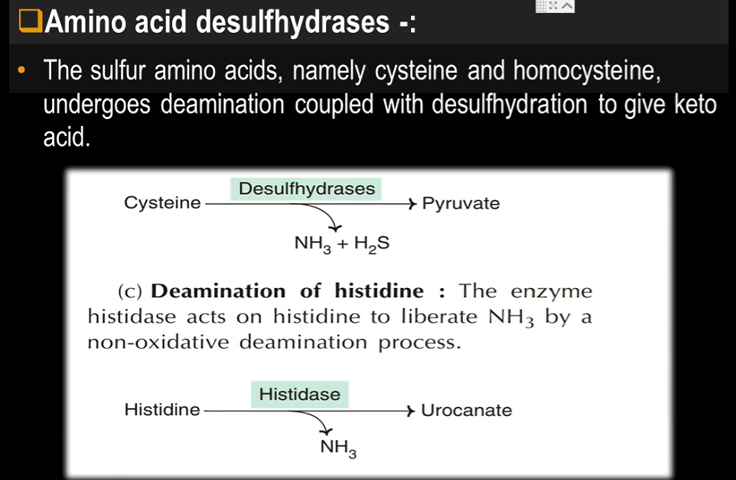 ❑Amino acid desulfhydrases -:
• The sulfur amino acids, namely cysteine and homocysteine,
undergoes deamination coupled with desulfhydration to give keto
acid.
Desulfhydrases
Cysteine → Pyruvate
NH₃ + H₂S
(c) Deamination of histidine : The enzyme
histidase acts on histidine to liberate NH₃ by a
non-oxidative deamination process.
Histidase
Histidine → Urocanate
NH₃